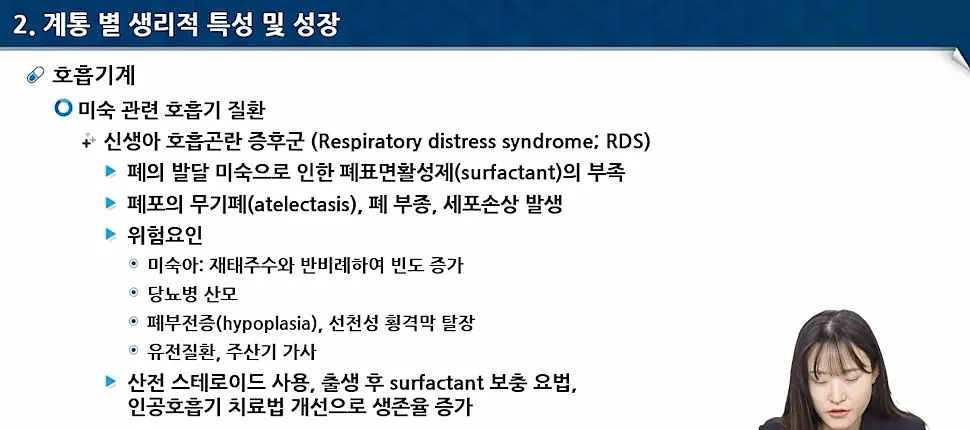 2. 계통 별 생리적 특성 및 성장
호흡기계
미숙 관련 호흡기 질환
신생아 호흡곤란 증후군 (Respiratory distress syndrome; RDS)
폐의 발달 미숙으로 인한 폐표면활성제(surfactant)의 부족
폐포의 무기폐(atelectasis), 폐 부종, 세포손상 발생
위험요인
미숙아: 재태주수와 반비례하여 빈도 증가
당뇨병 산모
폐부전증(hypoplasia), 선천성 횡격막 탈장
유전질환, 주산기 가사
산전 스테로이드 사용, 출생 후 surfactant 보충 요법,
인공호흡기 치료법 개선으로 생존율 증가